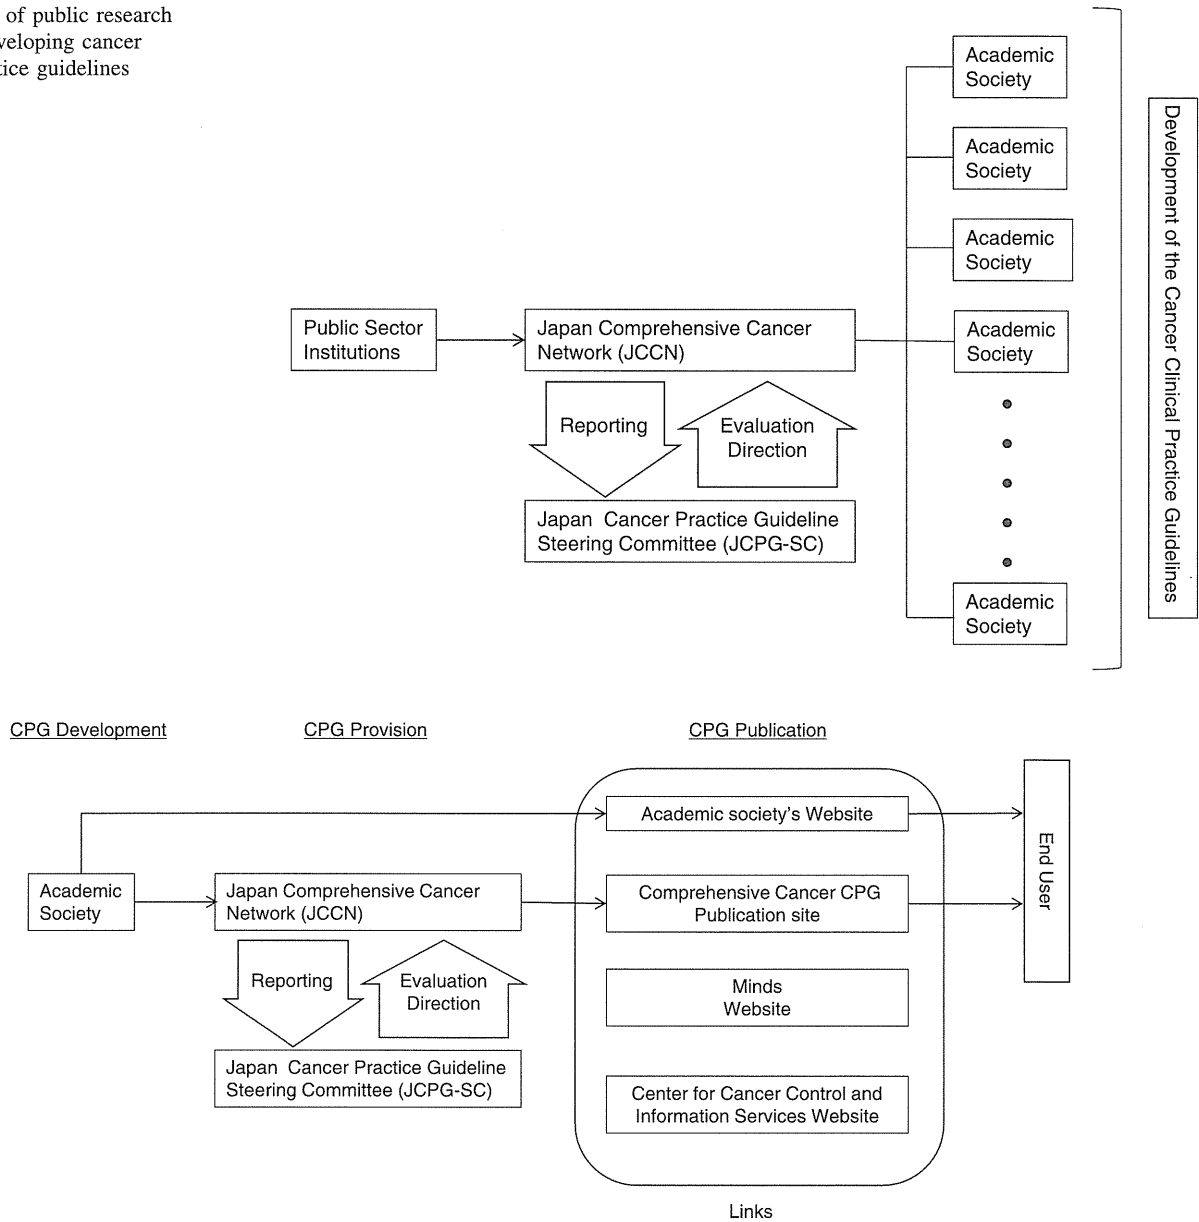 of public research
veloping cancer
tice guidelines
Academic
Society
Academic
Society
Academic
Society
Public Sector
Institutions
Japan Comprehensive Cancer
Network (JCCN)
Academic
Society
Reporting
Evaluation
Direction
Japan Cancer Practice Guideline
Steering Committee (JCPG-SC)
Academic
Society
Development of the Cancer Clinical Practice Guidelines
CPG Development
CPG Provision
CPG Publication
Academic society's Website
Academic
Society
Japan Comprehensive Cancer
Network (JCCN)
Comprehensive Cancer CPG
Publication site
End User
Reporting
Evaluation
Direction
Minds
Website
Japan Cancer Practice Guideline
Steering Committee (JCPG-SC)
Center for Cancer Control and
Information Services Website
Links